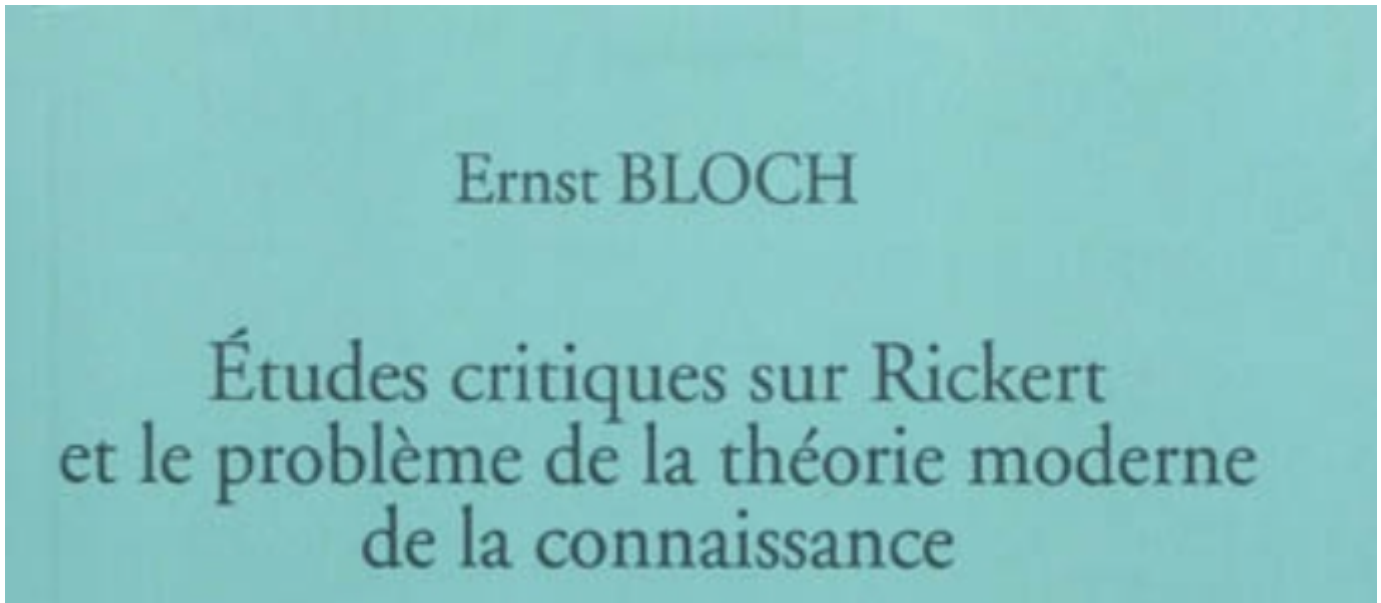 Ernst BLOCH
Études critiques sur Rickert
et le problème de la théorie moderne
de la connaissance